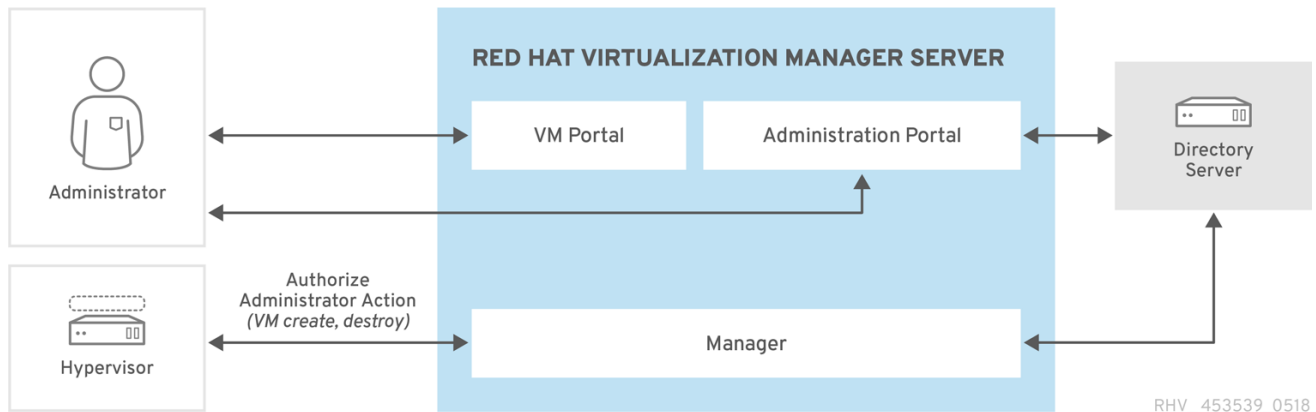 RED HAT VIRTUALIZATION MANAGER SERVER
VM Portal
Administration Portal
Administrator
Directory
Server
Authorize
Administrator Action
(VM create, destroy)
Hypervisor
Manager
RHV 453539 0518